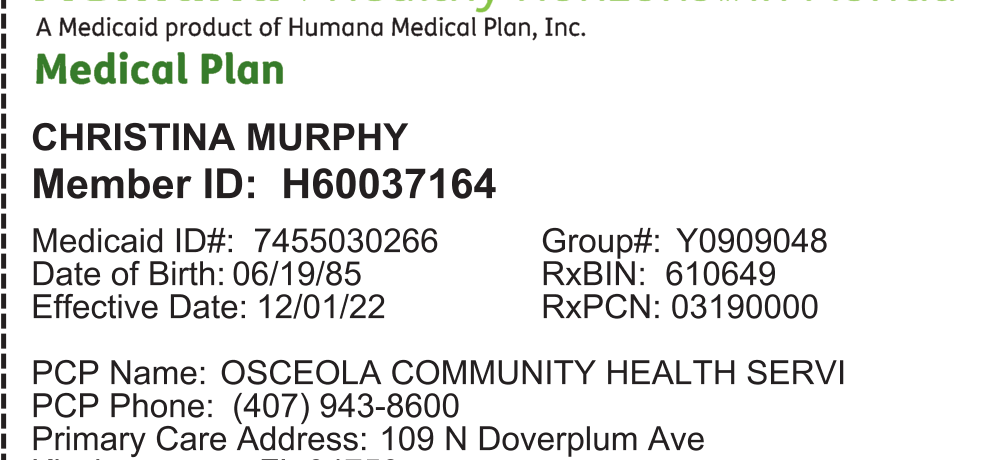 A Medicaid product of Humana Medical Plan, Inc.
Medical Plan
CHRISTINA MURPHY
Member ID: H60037164
Medicaid ID#: 7455030266
Group#: Y0909048
Date of Birth: 06/19/85
RxBIN: 610649
Effective Date: 12/01/22
RxPCN: 03190000
PCP Name: OSCEOLA COMMUNITY HEALTH SERVI
PCP Phone: (407) 943-8600
Primary Care Address: 109 N Doverplum Ave